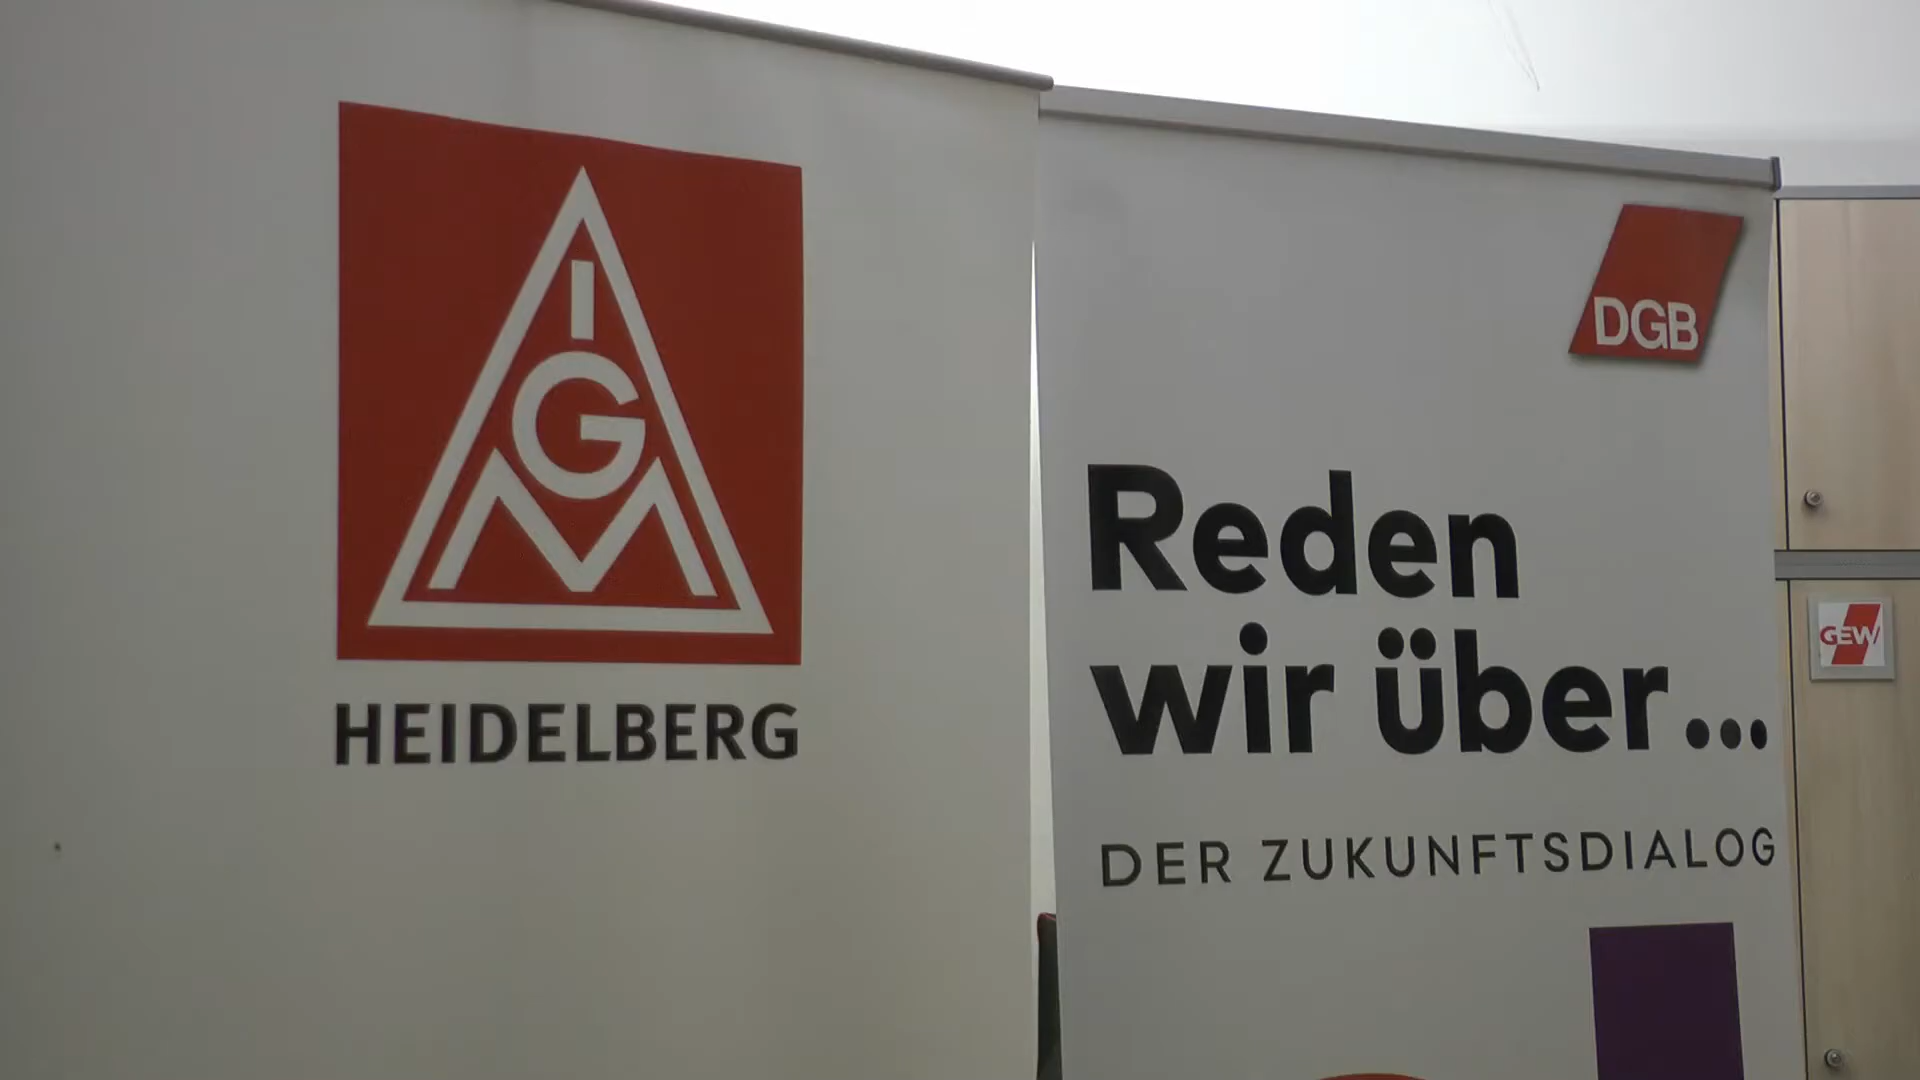 IGM
HEIDELBERG
DGB
Reden
wir über...
DER ZUKUNFTSDIALOG
GEW